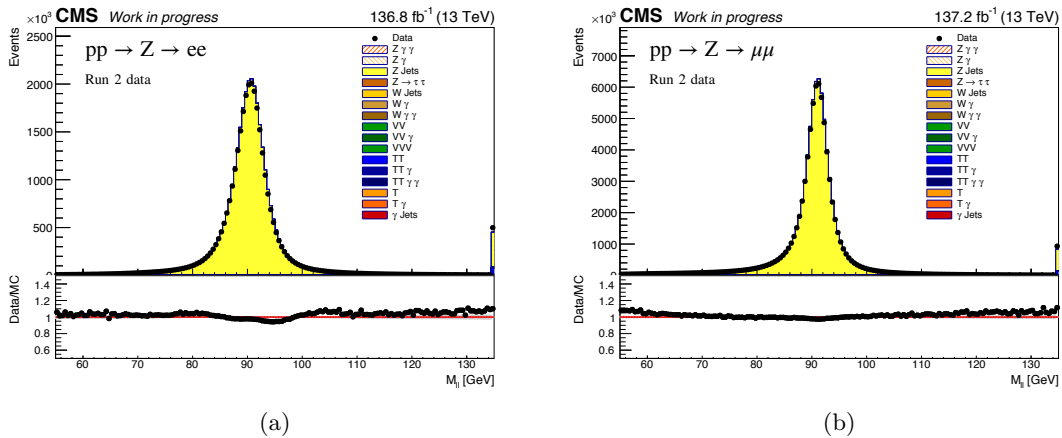 CMS Work in progress 136.8 fb⁻¹ (13 TeV)
×10³
Events
pp → Z → ee
Run 2 data
Data
Z γ γ
Z γ
Z Jets
Z → τ τ
W Jets
W γ
W γ γ
VV
VV γ
VVV
TT
TT γ
TT γ γ
T
T γ
γ Jets
2500
2000
1500
1000
500
0
Data/MC
1.4
1.2
1
0.8
0.6
60 70 80 90 100 110 120 130
M_ll [GeV]
(a)
CMS Work in progress 137.2 fb⁻¹ (13 TeV)
×10³
Events
pp → Z → μμ
Run 2 data
Data
Z γ γ
Z γ
Z Jets
Z → τ τ
W Jets
W γ
W γ γ
VV
VV γ
VVV
TT
TT γ
TT γ γ
T
T γ
γ Jets
7000
6000
5000
4000
3000
2000
1000
0
Data/MC
1.4
1.2
1
0.8
0.6
60 70 80 90 100 110 120 130
M_ll [GeV]
(b)